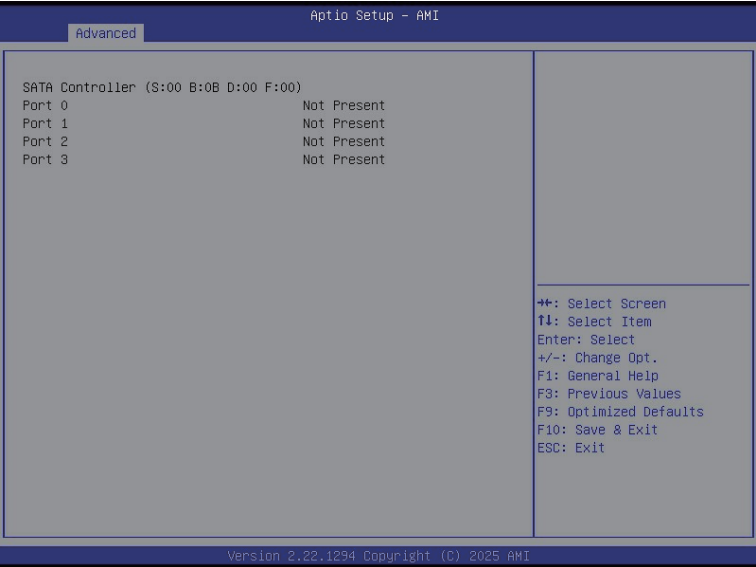 Aptio Setup – AMI
Advanced
SATA Controller (S:00 B:0B D:00 F:00)
Port 0 Not Present
Port 1 Not Present
Port 2 Not Present
Port 3 Not Present
→←: Select Screen
↑↓: Select Item
Enter: Select
+/-: Change Opt.
F1: General Help
F3: Previous Values
F9: Optimized Defaults
F10: Save & Exit
ESC: Exit
Version 2.22.1294 Copyright (C) 2025 AMI